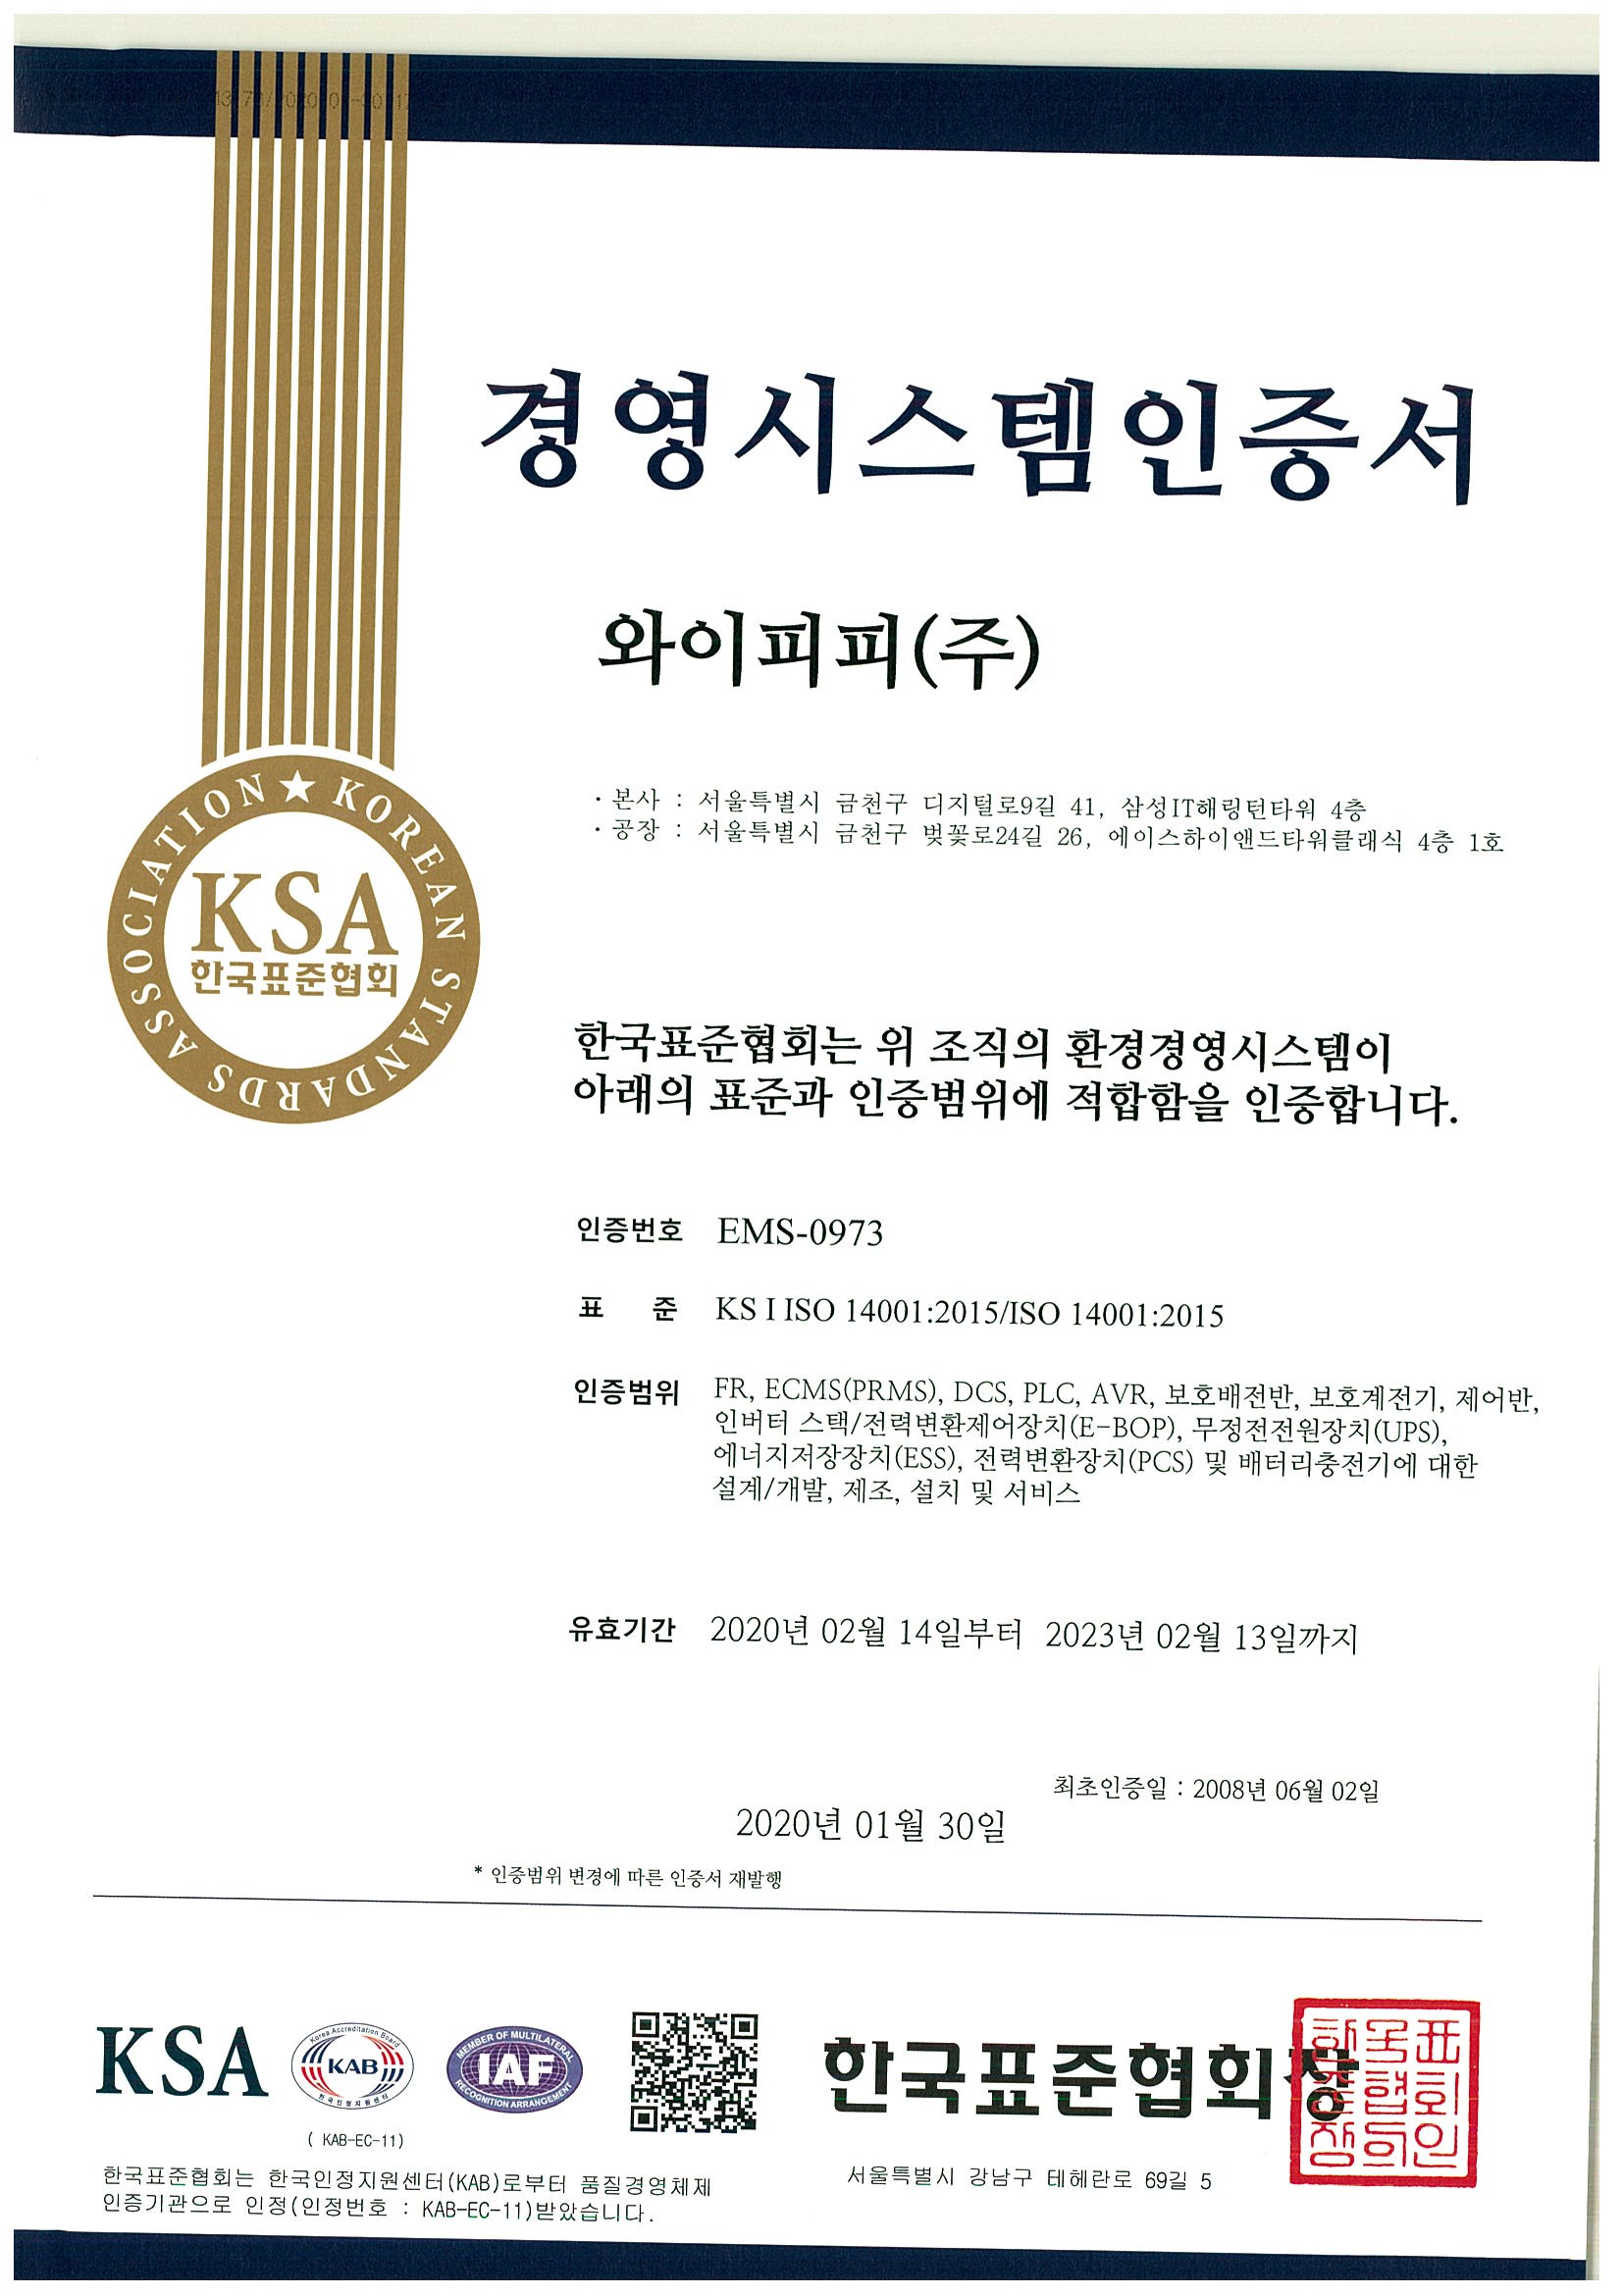 경영시스템인증서
와이피피(주)
· 본사 : 서울특별시 금천구 디지털로9길 41, 삼성IT해링턴타워 4층
· 공장 : 서울특별시 금천구 벚꽃로24길 26, 에이스하이앤드타워클래식 4층 1호
KOREAN STANDARDS ASSOCIATION
KSA
한국표준협회
한국표준협회는 위 조직의 환경경영시스템이
아래의 표준과 인증범위에 적합함을 인증합니다.
인증번호 EMS-0973
표 준 KS I ISO 14001:2015/ISO 14001:2015
인증범위 FR, ECMS(PRMS), DCS, PLC, AVR, 보호배전반, 보호계전기, 제어반,
인버터 스택/전력변환제어장치(E-BOP), 무정전전원장치(UPS),
에너지저장장치(ESS), 전력변환장치(PCS) 및 배터리충전기에 대한
설계/개발, 제조, 설치 및 서비스
유효기간 2020년 02월 14일부터 2023년 02월 13일까지
최초인증일 : 2008년 06월 02일
2020년 01월 30일
* 인증범위 변경에 따른 인증서 재발행
KSA
Korea Accreditation Board
KAB
한국인정지원센터
MEMBER OF MULTILATERAL
IAF
RECOGNITION ARRANGEMENT
( KAB-EC-11)
한국표준협회장
한국표준협회는 한국인정지원센터(KAB)로부터 품질경영체제
인증기관으로 인정(인정번호 : KAB-EC-11)받았습니다.
서울특별시 강남구 테헤란로 69길 5